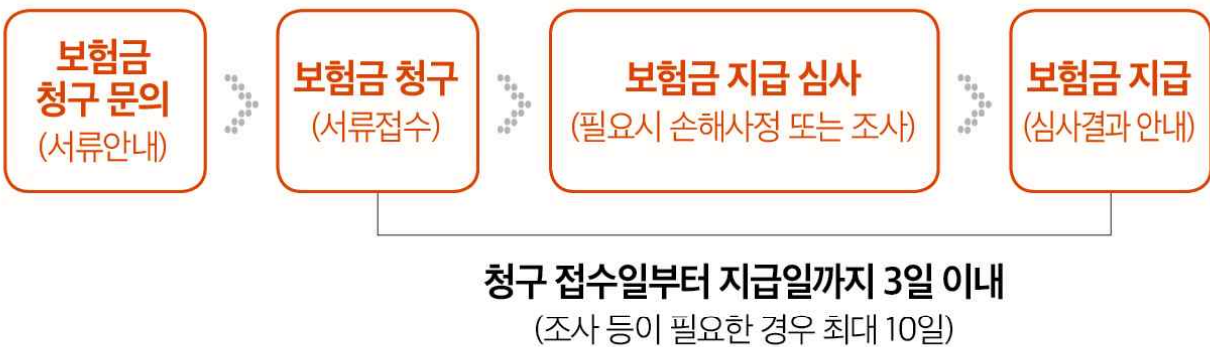 보험금
청구 문의
(서류안내)
보험금 청구
(서류접수)
보험금 지급 심사
(필요시 손해사정 또는 조사)
보험금 지급
(심사결과 안내)
청구 접수일부터 지급일까지 3일 이내
(조사 등이 필요한 경우 최대 10일)